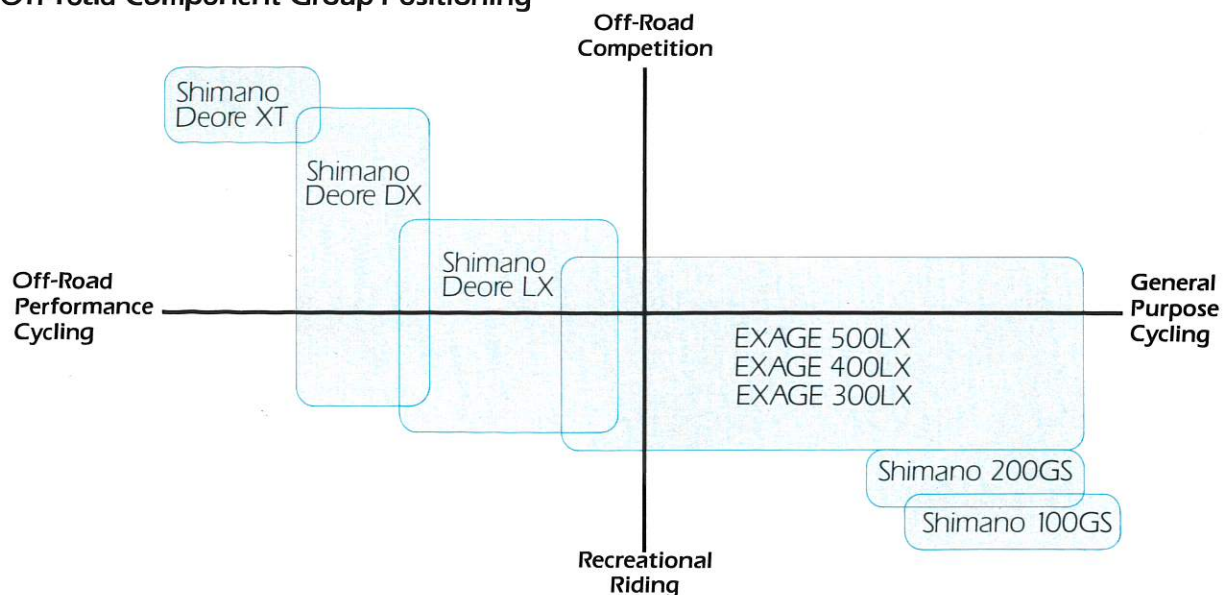 Off-road Component Group Positioning
Off-Road
Competition
Shimano
Deore XT
Shimano
Deore DX
Shimano
Deore LX
Off-Road
Performance
Cycling
General
Purpose
Cycling
EXAGE 500LX
EXAGE 400LX
EXAGE 300LX
Shimano 200GS
Shimano 100GS
Recreational
Riding